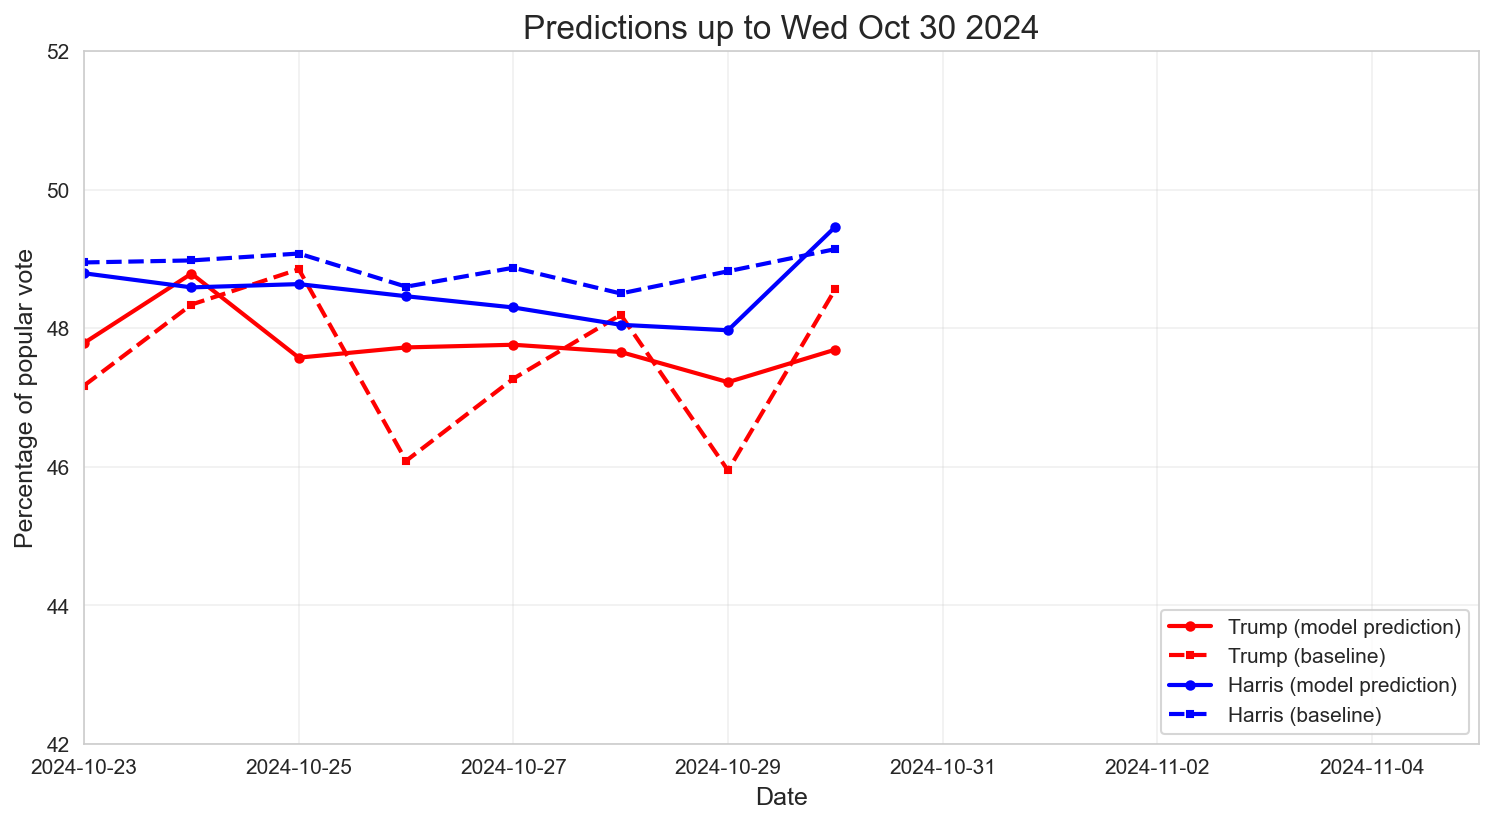 Predictions up to Wed Oct 30 2024
Percentage of popular vote
52
50
48
46
44
42
2024-10-23
2024-10-25
2024-10-27
2024-10-29
2024-10-31
2024-11-02
2024-11-04
Date
Trump (model prediction)
Trump (baseline)
Harris (model prediction)
Harris (baseline)